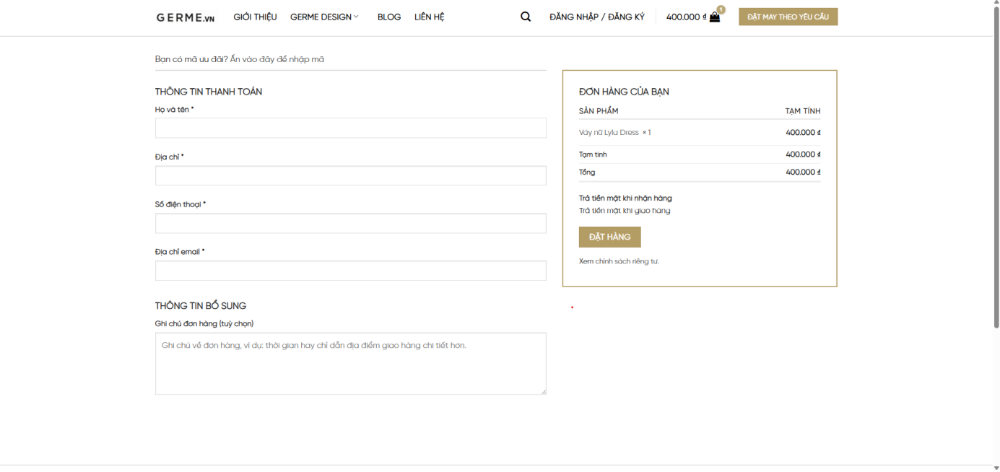 GERME.VN GIỚI THIỆU GERME DESIGN BLOG LIÊN HỆ ĐĂNG NHẬP / ĐĂNG KÝ 400.000 ₫ 1 ĐẶT MAY THEO YÊU CẦU
Bạn có mã ưu đãi? Ấn vào đây để nhập mã
THÔNG TIN THANH TOÁN
Họ và tên *
Địa chỉ *
Số điện thoại *
Địa chỉ email *
THÔNG TIN BỔ SUNG
Ghi chú đơn hàng (tuỳ chọn)
Ghi chú về đơn hàng, ví dụ: thời gian hay chỉ dẫn địa điểm giao hàng chi tiết hơn.
ĐƠN HÀNG CỦA BẠN
SẢN PHẨM TẠM TÍNH
Váy nữ Lyla Dress × 1 400.000 ₫
Tạm tính 400.000 ₫
Tổng 400.000 ₫
Trả tiền mặt khi nhận hàng
Trả tiền mặt khi giao hàng
ĐẶT HÀNG
Xem chính sách riêng tư.